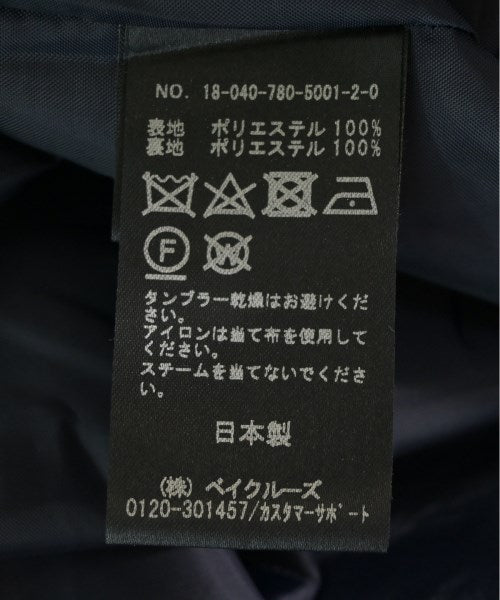 NO. 18-040-780-5001-2-0
表地 ポリエステル 100%
裏地 ポリエステル 100%
F
W
タンブラー乾燥はお避けくだ
さい。
アイロンは当て布を使用して
ください。
スチームを当てないでくださ
い。
日本製
(株) ベイクルーズ
0120-301457/カスタマーサポート